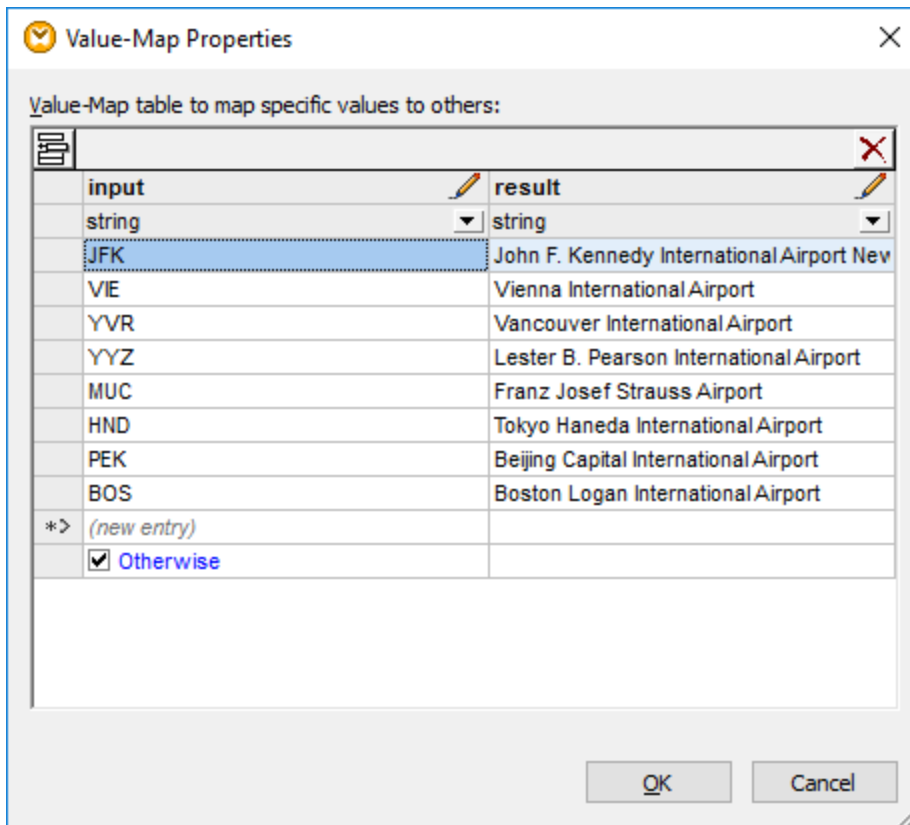 Value-Map Properties
Value-Map table to map specific values to others:
input result
string string
JFK John F. Kennedy International Airport New
VIE Vienna International Airport
YVR Vancouver International Airport
YYZ Lester B. Pearson International Airport
MUC Franz Josef Strauss Airport
HND Tokyo Haneda International Airport
PEK Beijing Capital International Airport
BOS Boston Logan International Airport
(new entry)
Otherwise
OK Cancel